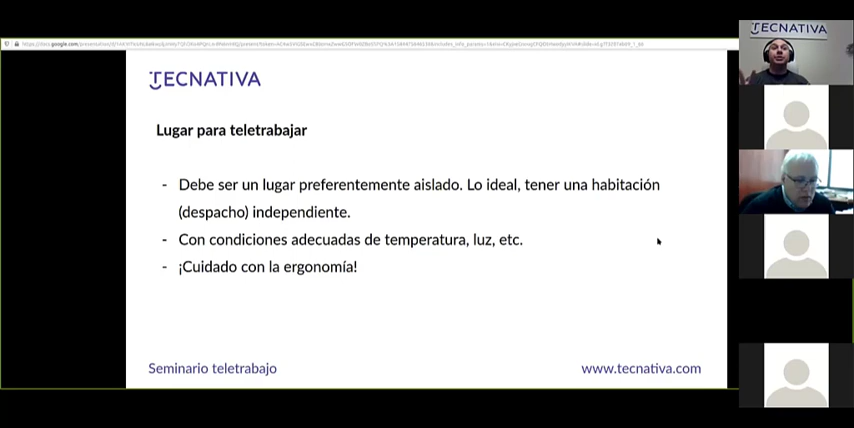 TECNATIVA
Lugar para teletrabajar
- Debe ser un lugar preferentemente aislado. Lo ideal, tener una habitación
(despacho) independiente.
- Con condiciones adecuadas de temperatura, luz, etc.
- ¡Cuidado con la ergonomía!
Seminario teletrabajo
www.tecnativa.com
TECNATIVA